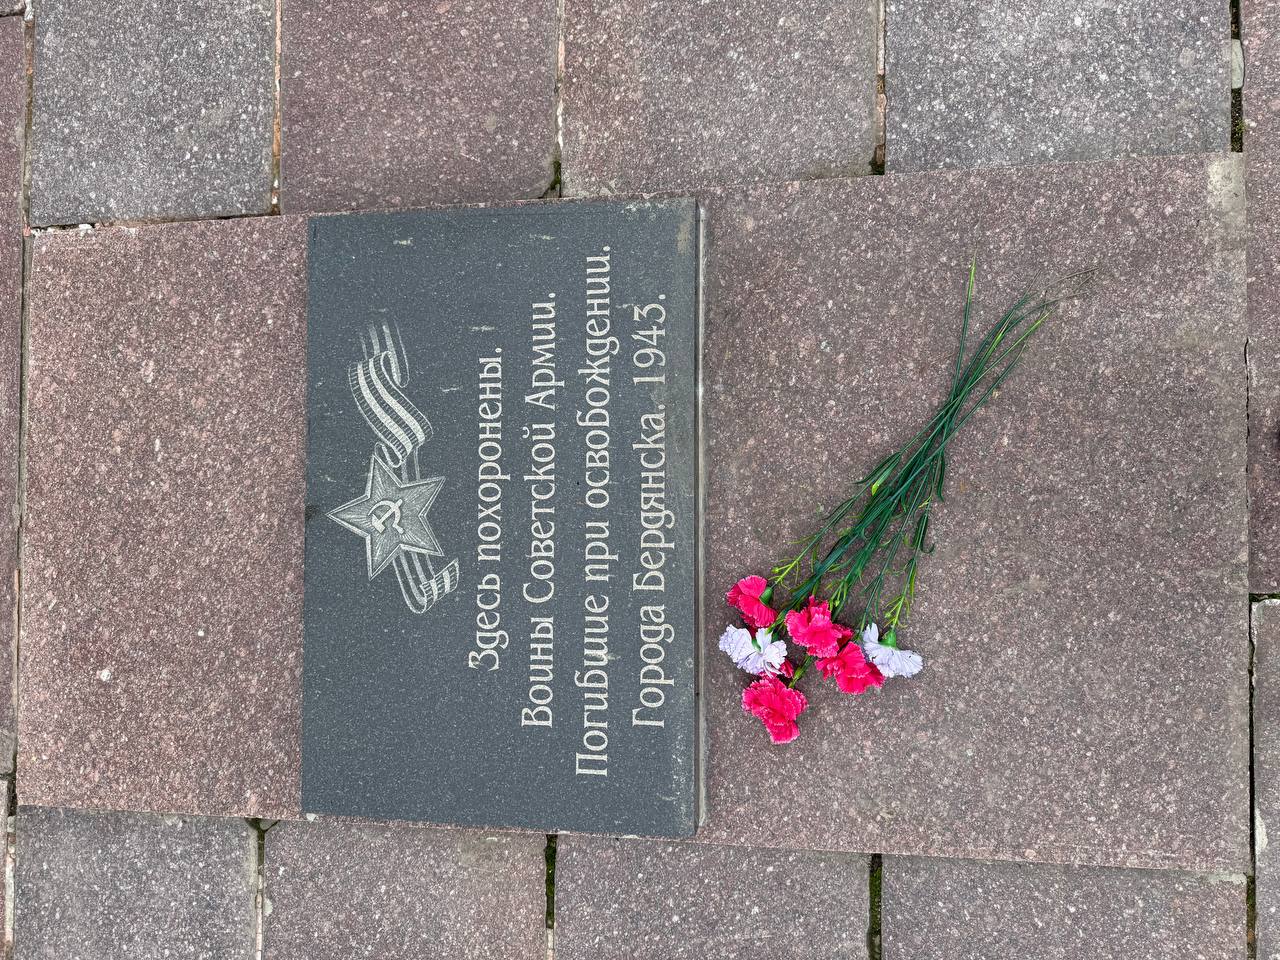 Здесь похоронены.
Воины Советской Армии.
Погибшие при освобождении.
Города Бердянска. 1943.